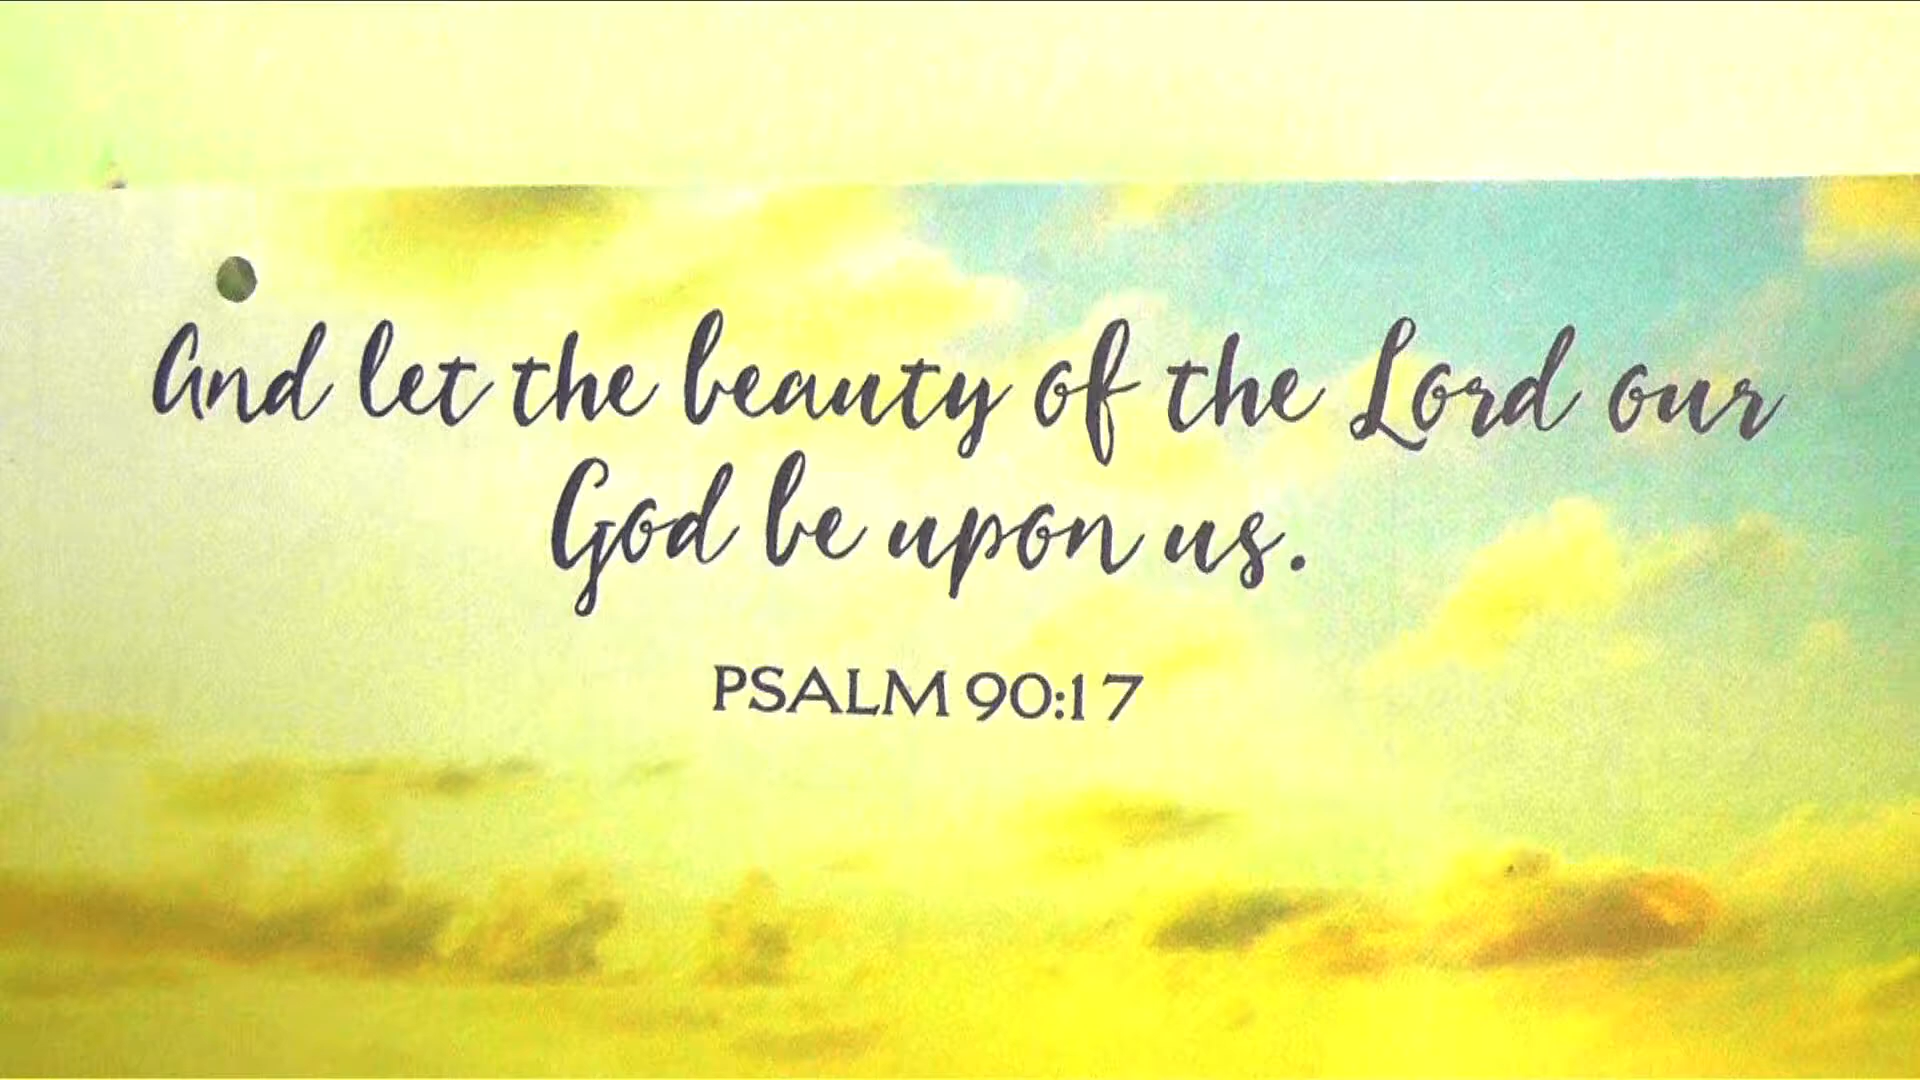 And let the beauty of the Lord our
God be upon us.
PSALM 90:17